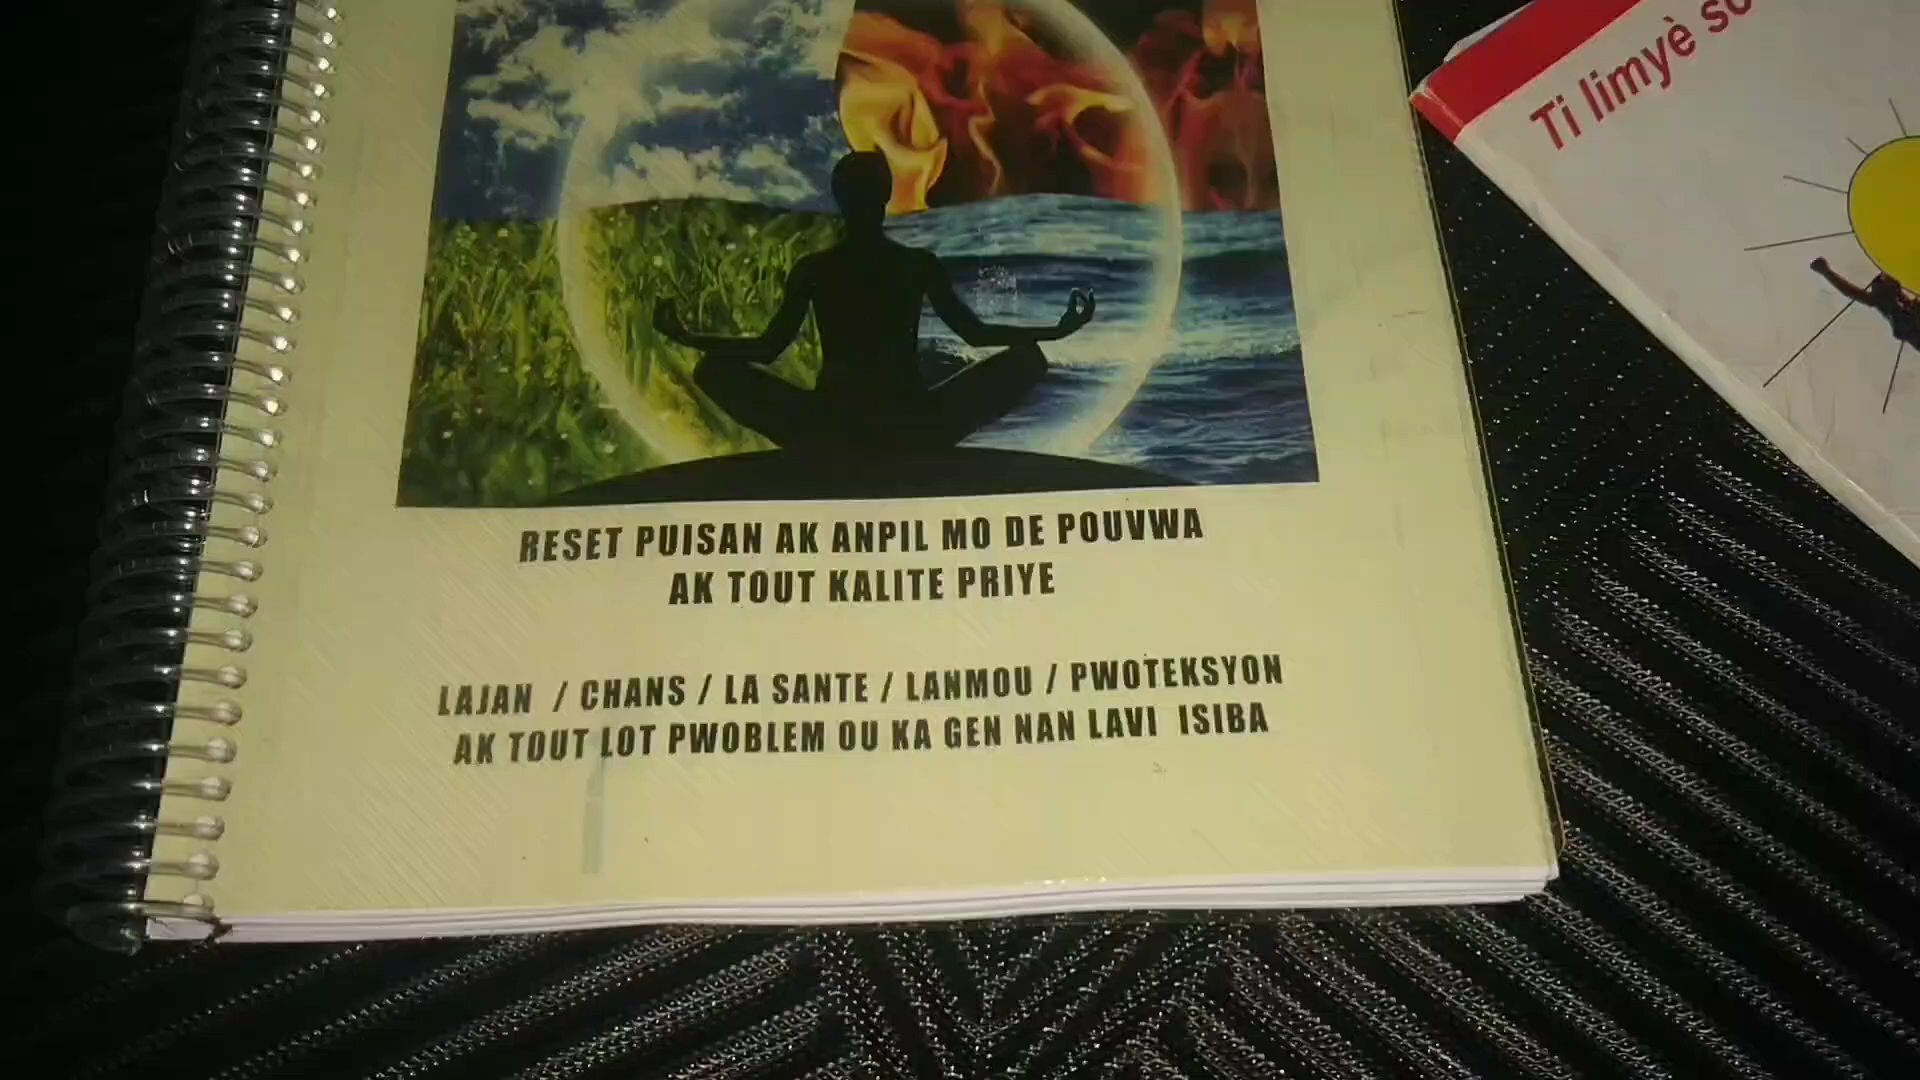 RESET PUISAN AK ANPIL MO DE POUVWA
AK TOUT KALITE PRIYE
LAJAN / CHANS / LA SANTE / LANMOU / PWOTEKSYON
AK TOUT LOT PWOBLEM OU KA GEN NAN LAVI ISIBA
Ti limyè